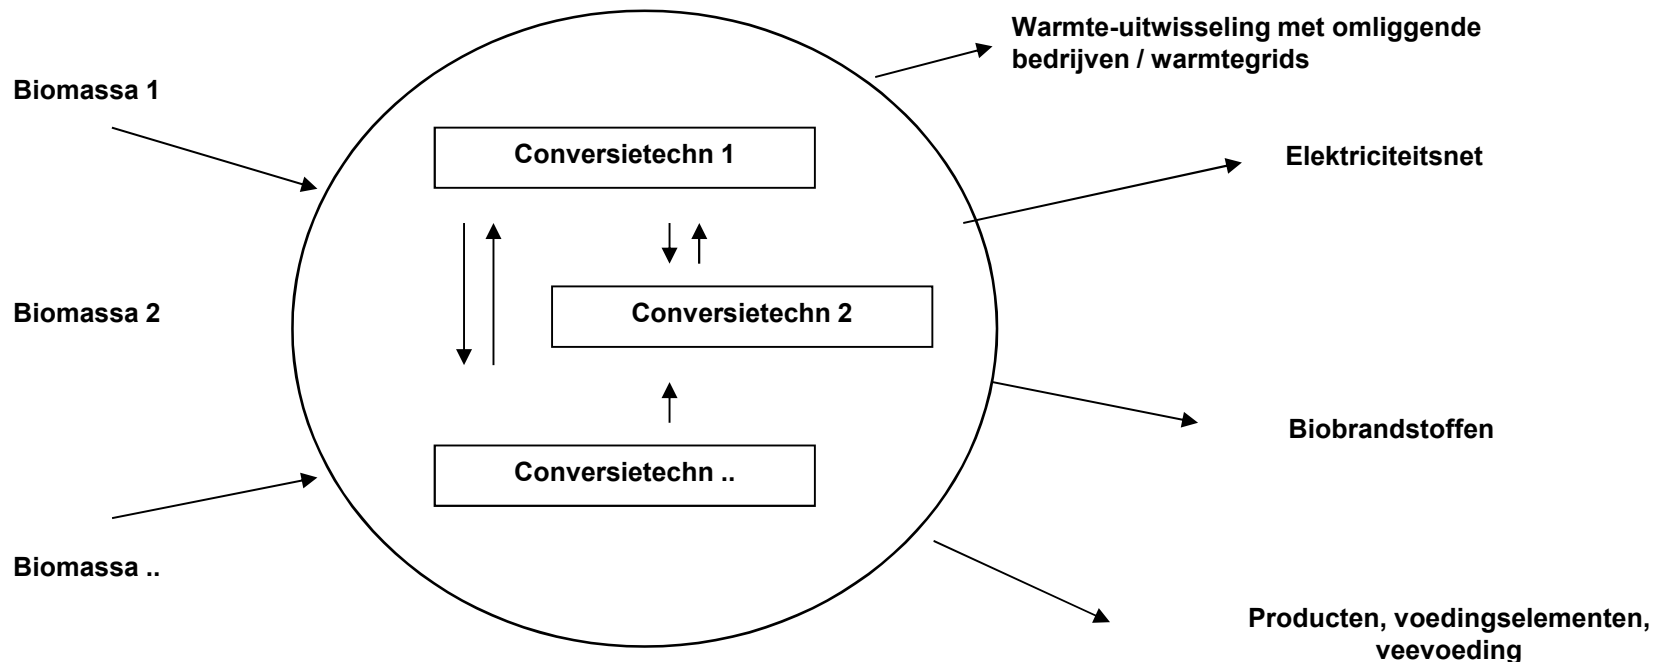 Warmte-uitwisseling met omliggende
bedrijven / warmtegrids
Biomassa 1
Conversietechn 1
Elektriciteitsnet
Biomassa 2
Conversietechn 2
Biobrandstoffen
Conversietechn ..
Biomassa ..
Producten, voedingselementen,
veevoeding